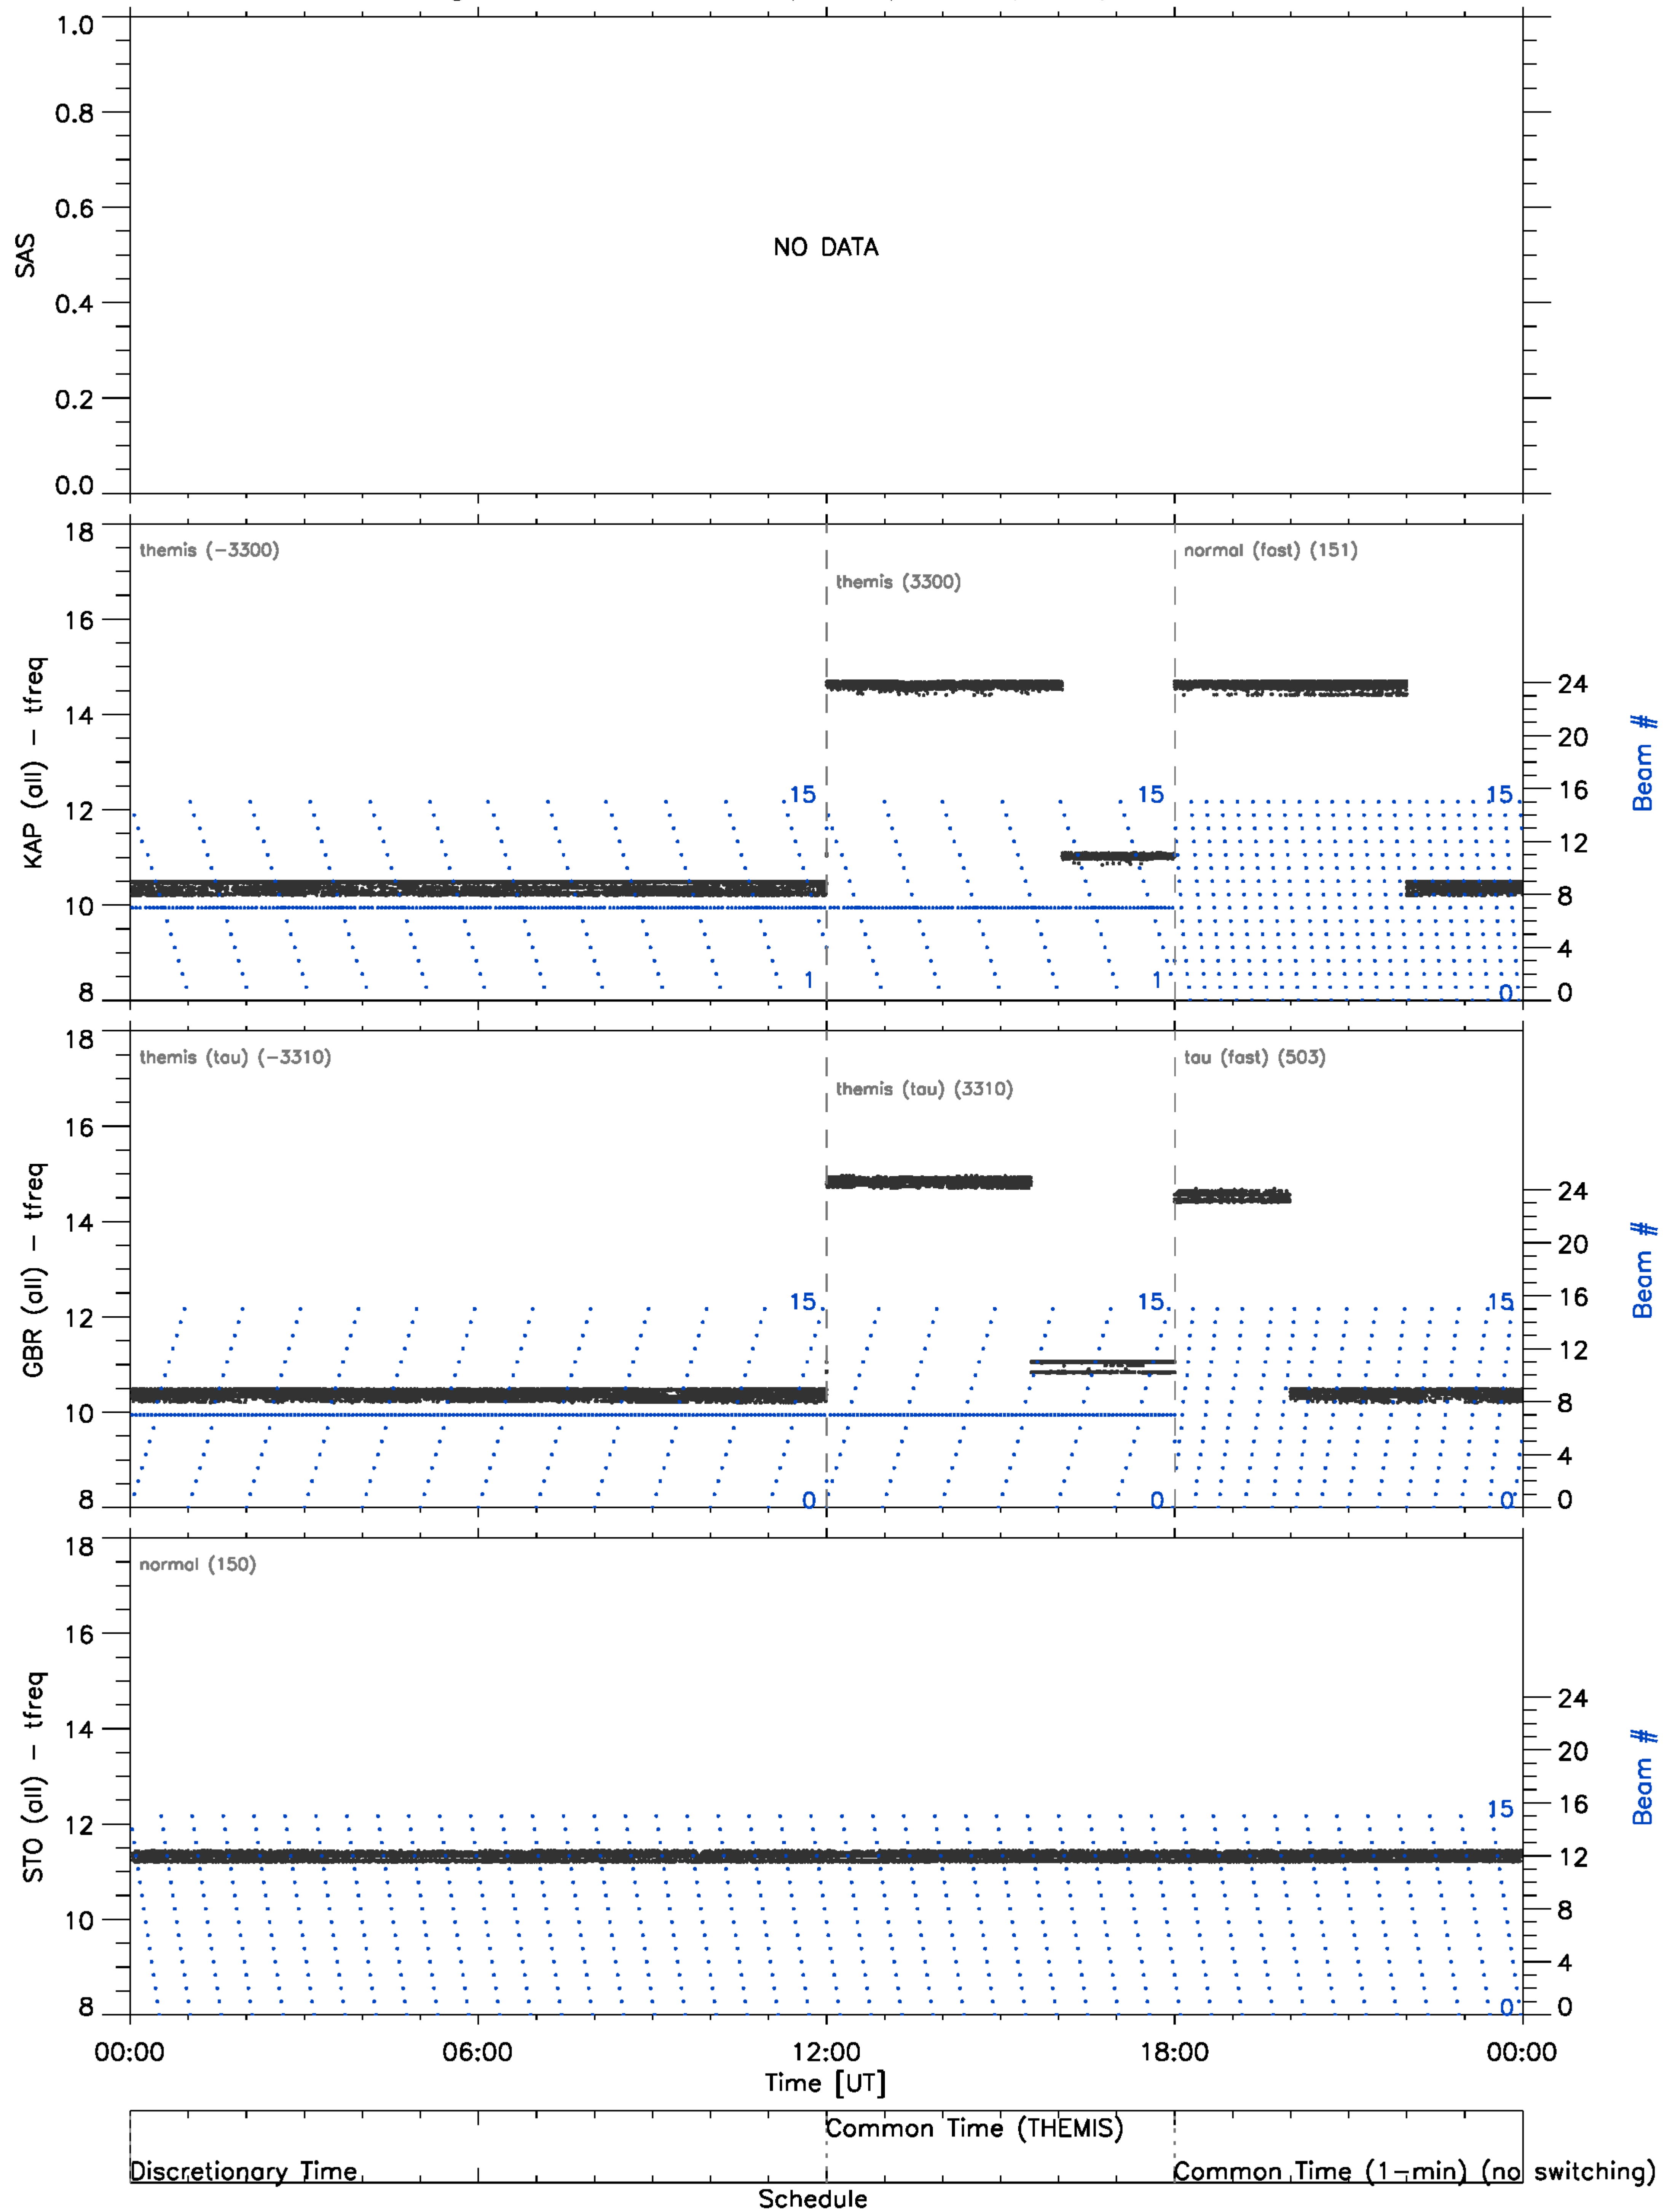 1.0
0.8
0.6
0.4
0.2
0.0
SAS
NO DATA
18
16
14
12
10
8
KAP (all) – tfreq
themis (-3300)
themis (3300)
normal (fast) (151)
15
15
15
1
1
0
24
20
16
12
8
4
0
Beam #
18
16
14
12
10
8
GBR (all) – tfreq
themis (tau) (-3310)
themis (tau) (3310)
tau (fast) (503)
15
15
15
0
0
0
24
20
16
12
8
4
0
Beam #
18
16
14
12
10
8
STO (all) – tfreq
normal (150)
15
0
24
20
16
12
8
4
0
Beam #
00:00 06:00 12:00 18:00 00:00
Time [UT]
Common Time (THEMIS)
Discretionary Time
Common Time (1-min) (no switching)
Schedule